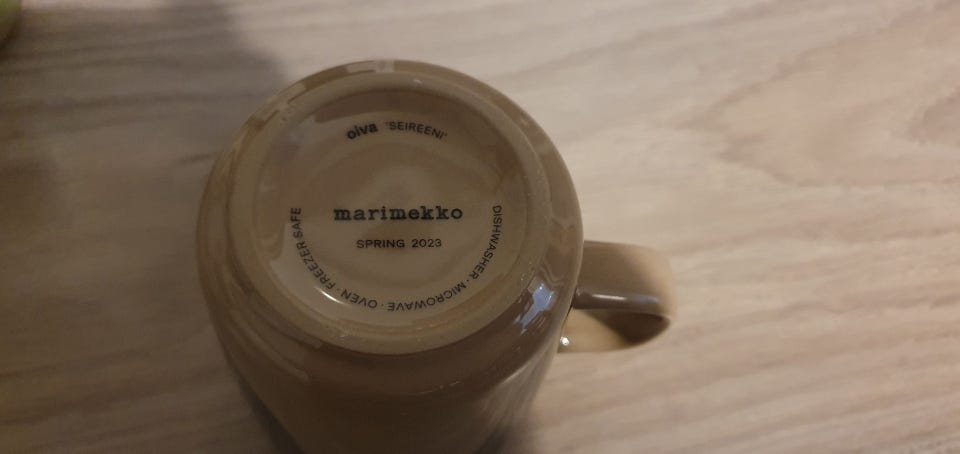 oiva 'SEIREENI'
marimekko
SPRING 2023
DISHWASHER · MICROWAVE · OVEN · FREEZER SAFE